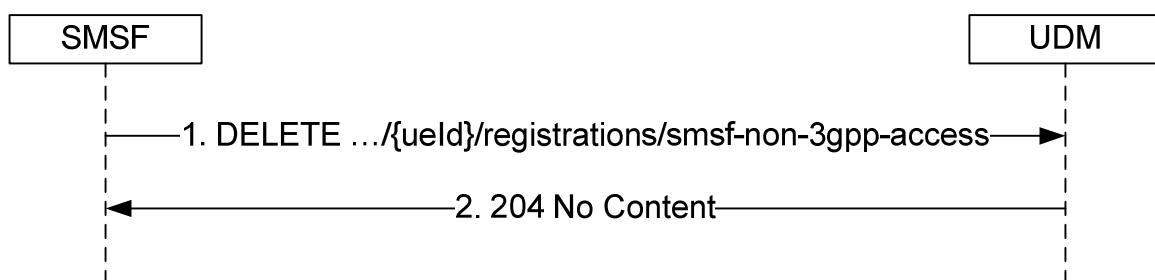 SMSF
UDM
1. DELETE …/{ueId}/registrations/smsf-non-3gpp-access
2. 204 No Content